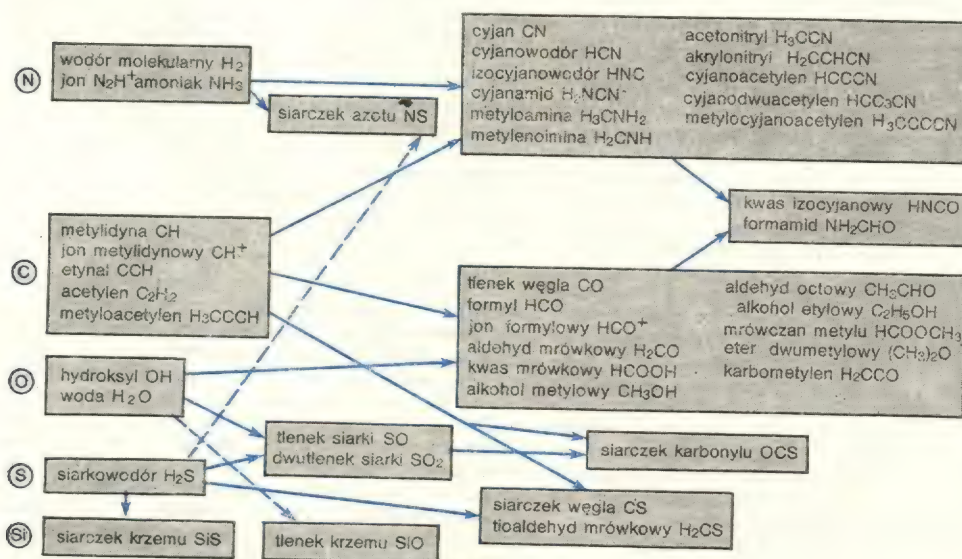 N
wodór molekularny H₂
jon N₂H⁺ amoniak NH₃
siarczek azotu NS
cyjan CN
cyjanowodór HCN
izocyjanowodór HNC
cyjanamid H₂NCN
metyloamina H₃CNH₂
metylenoimina H₂CNH
acetonitryl H₃CCN
akrylonitryl H₂CCHCN
cyjanoacetylen HCCCN
cyjanodwuacetylen HCC₃CN
metylocyjanoacetylen H₃CCCCN
kwas izocyjanowy HNCO
formamid NH₂CHO
C
metylidyna CH
jon metylidynowy CH⁺
etynal CCH
acetylen C₂H₂
metyloacetylen H₃CCCH
tlenek węgla CO
formyl HCO
jon formylowy HCO⁺
aldehyd mrówkowy H₂CO
kwas mrówkowy HCOOH
alkohol metylowy CH₃OH
aldehyd octowy CH₃CHO
alkohol etylowy C₂H₅OH
mrówczan metylu HCOOCH₃
eter dwumetylowy (CH₃)₂O
karbometylen H₂CCO
O
hydroksyl OH
woda H₂O
tlenek siarki SO
dwutlenek siarki SO₂
siarczek karbonylu OCS
S
siarkowodór H₂S
siarczek węgla CS
tioaldehyd mrówkowy H₂CS
Si
siarczek krzemu SiS
tlenek krzemu SiO